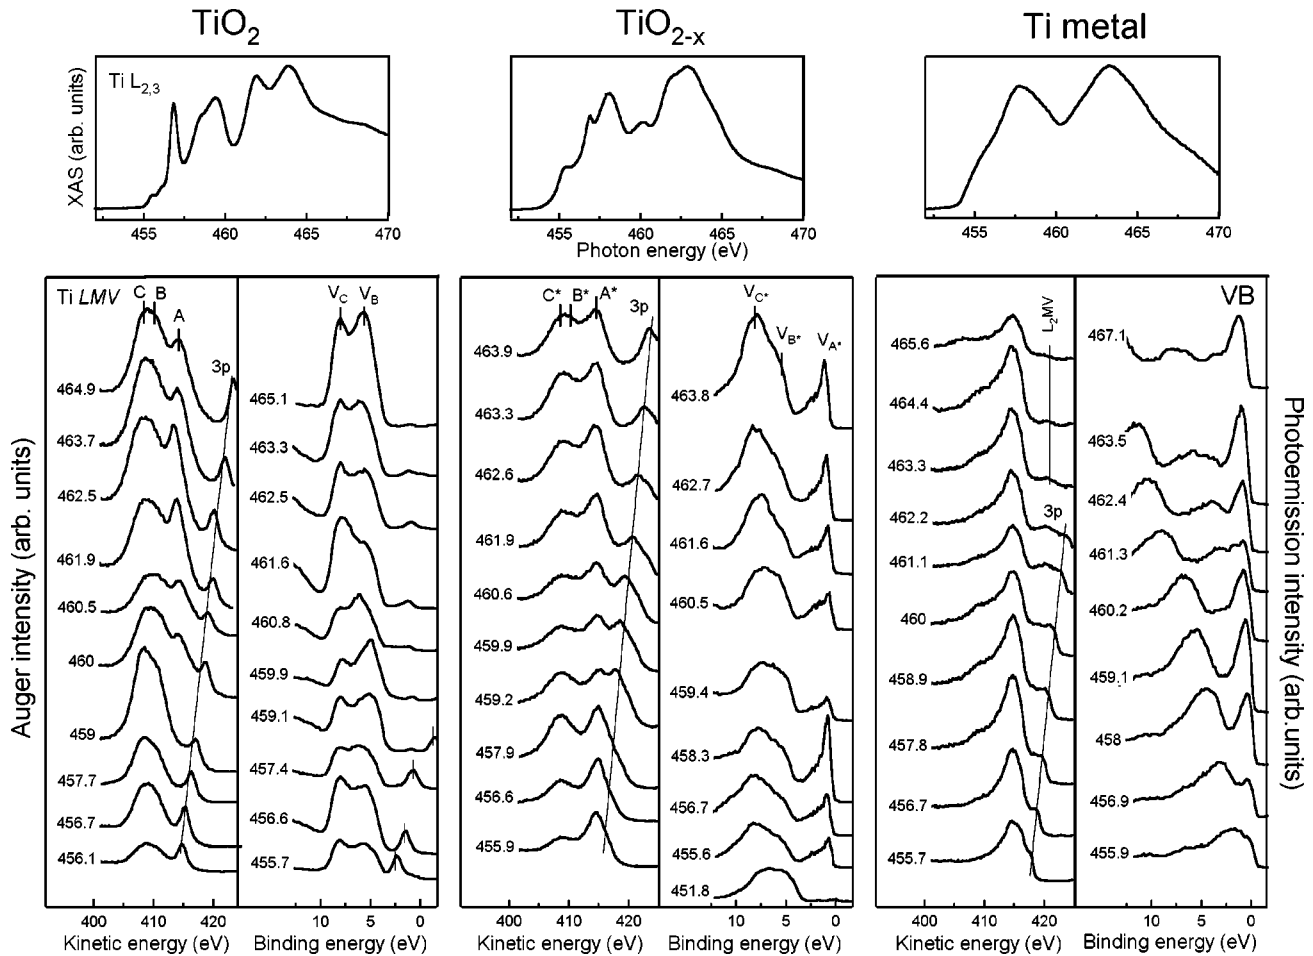 TiO2
TiO2-x
Ti metal
XAS (arb. units)
Ti L2,3
455 460 465 470
455 460 465 470
455 460 465 470
Photon energy (eV)
Auger intensity (arb. units)
Ti LMV
C B
A
3p
464.9
463.7
462.5
461.9
460.5
460
459
457.7
456.7
456.1
400 410 420
Kinetic energy (eV)
VC VB
465.1
463.3
462.5
461.6
460.8
459.9
459.1
457.4
456.6
455.7
10 5 0
Binding energy (eV)
C* B* A*
3p
463.9
463.3
462.6
461.9
460.6
459.9
459.2
457.9
456.6
455.9
400 410 420
Kinetic energy (eV)
VC*
VB*
VA*
463.8
462.7
461.6
460.5
459.4
458.3
456.7
455.6
451.8
10 5 0
Binding energy (eV)
L2MV
3p
465.6
464.4
463.3
462.2
461.1
460
458.9
457.8
456.7
455.7
400 410 420
Kinetic energy (eV)
VB
467.1
463.5
462.4
461.3
460.2
459.1
458
456.9
455.9
10 5 0
Binding energy (eV)
Photoemission intensity (arb.units)